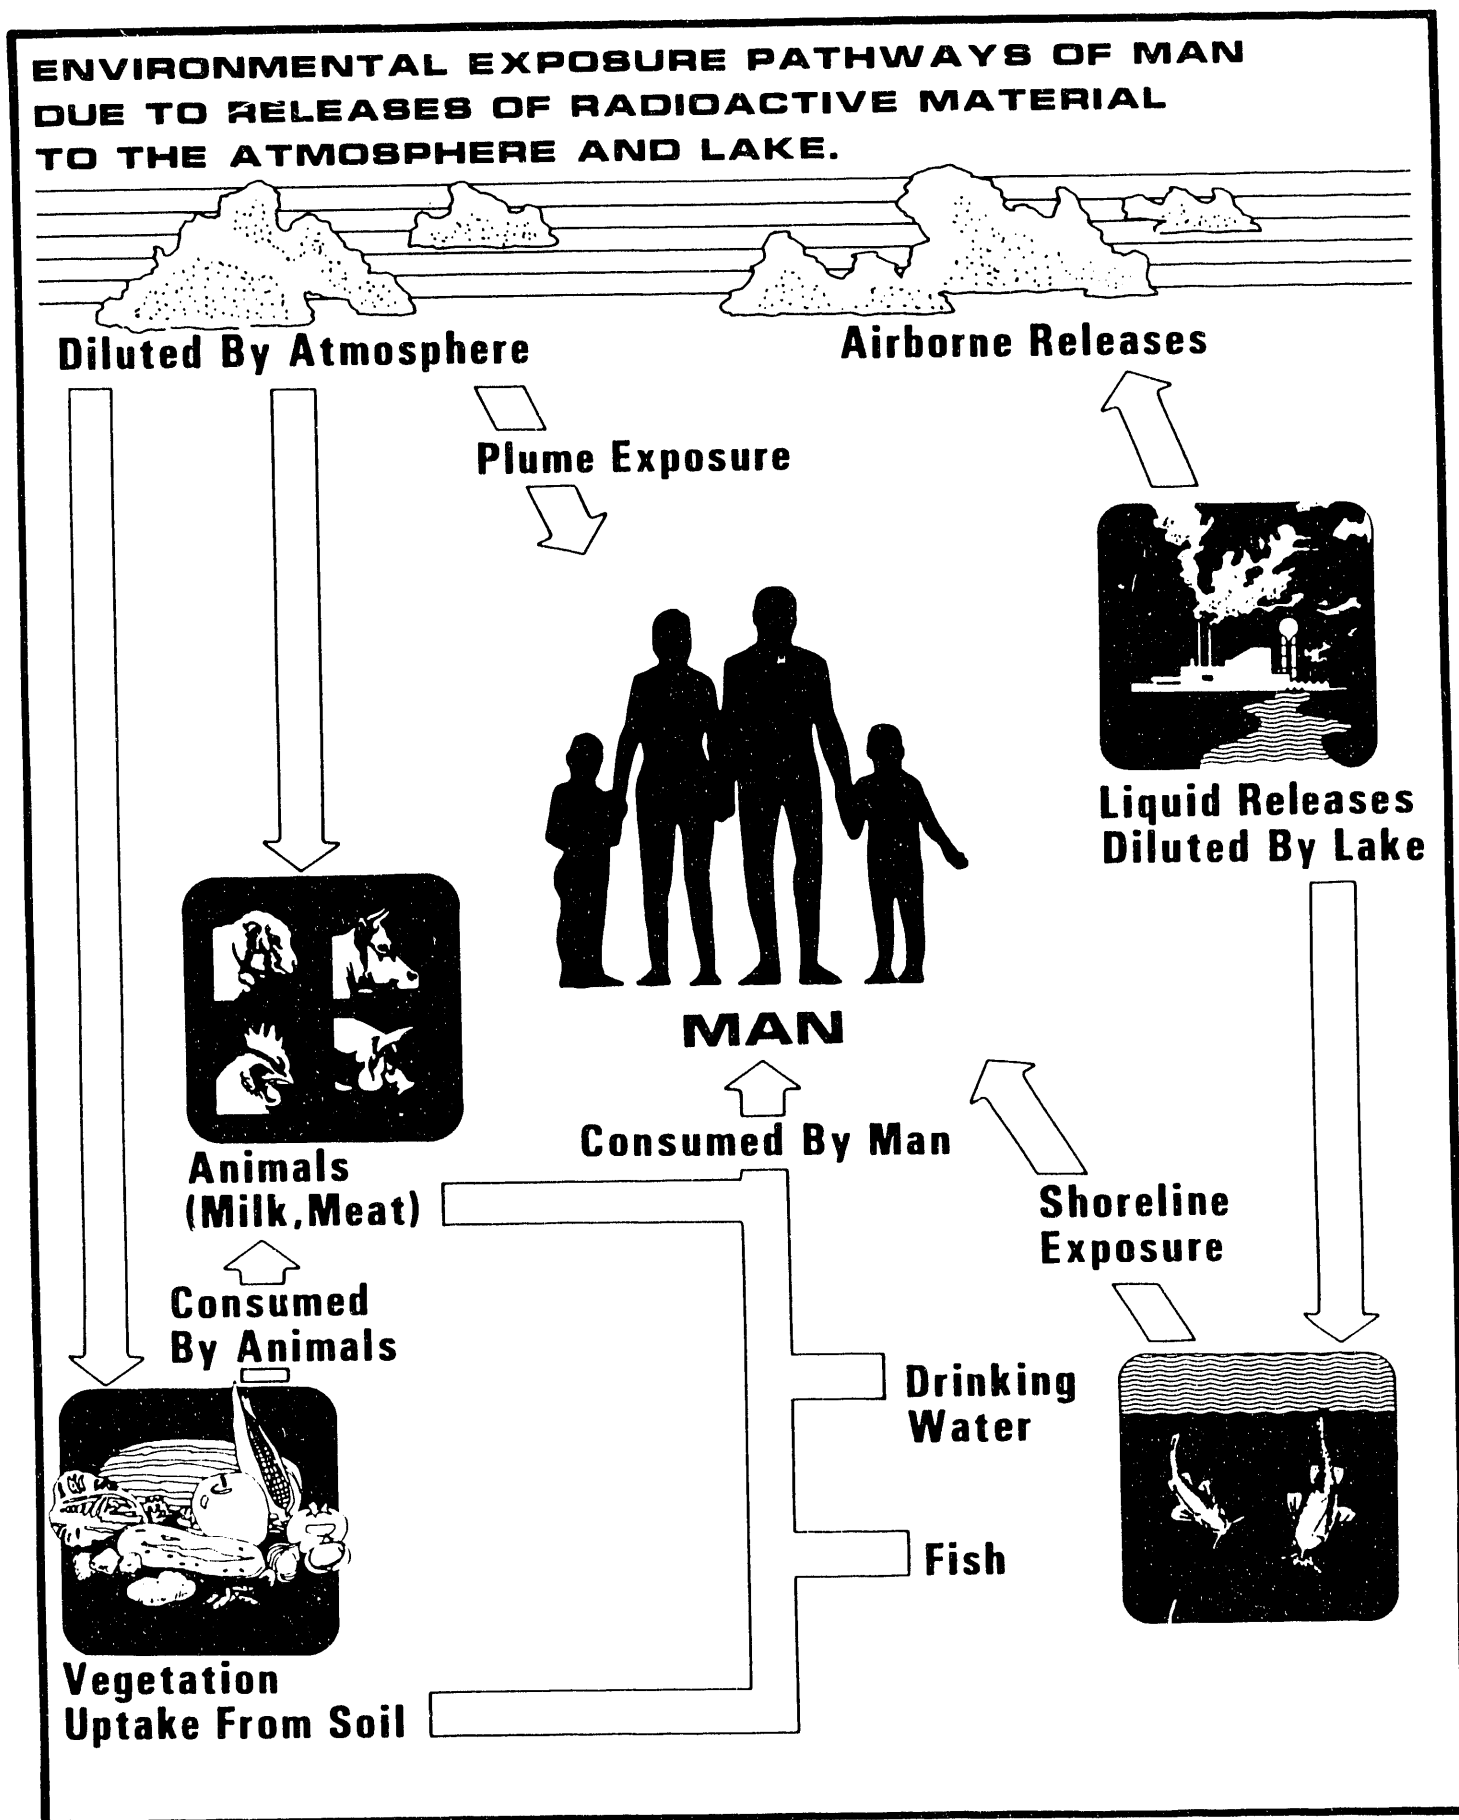 ENVIRONMENTAL EXPOSURE PATHWAYS OF MAN
DUE TO RELEASES OF RADIOACTIVE MATERIAL
TO THE ATMOSPHERE AND LAKE.
Diluted By Atmosphere
Airborne Releases
Plume Exposure
Liquid Releases
Diluted By Lake
MAN
Consumed By Man
Animals
(Milk,Meat)
Shoreline
Exposure
Consumed
By Animals
Drinking
Water
Fish
Vegetation
Uptake From Soil